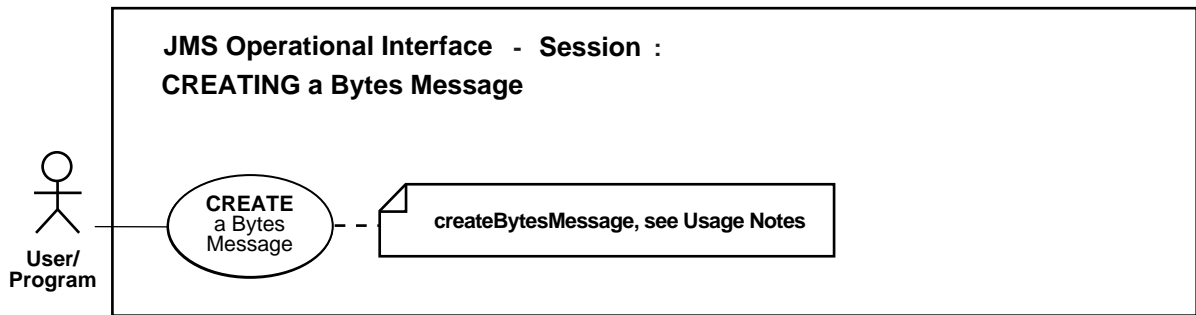 JMS Operational Interface - Session :
CREATING a Bytes Message
CREATE
a Bytes
Message
createBytesMessage, see Usage Notes
User/
Program